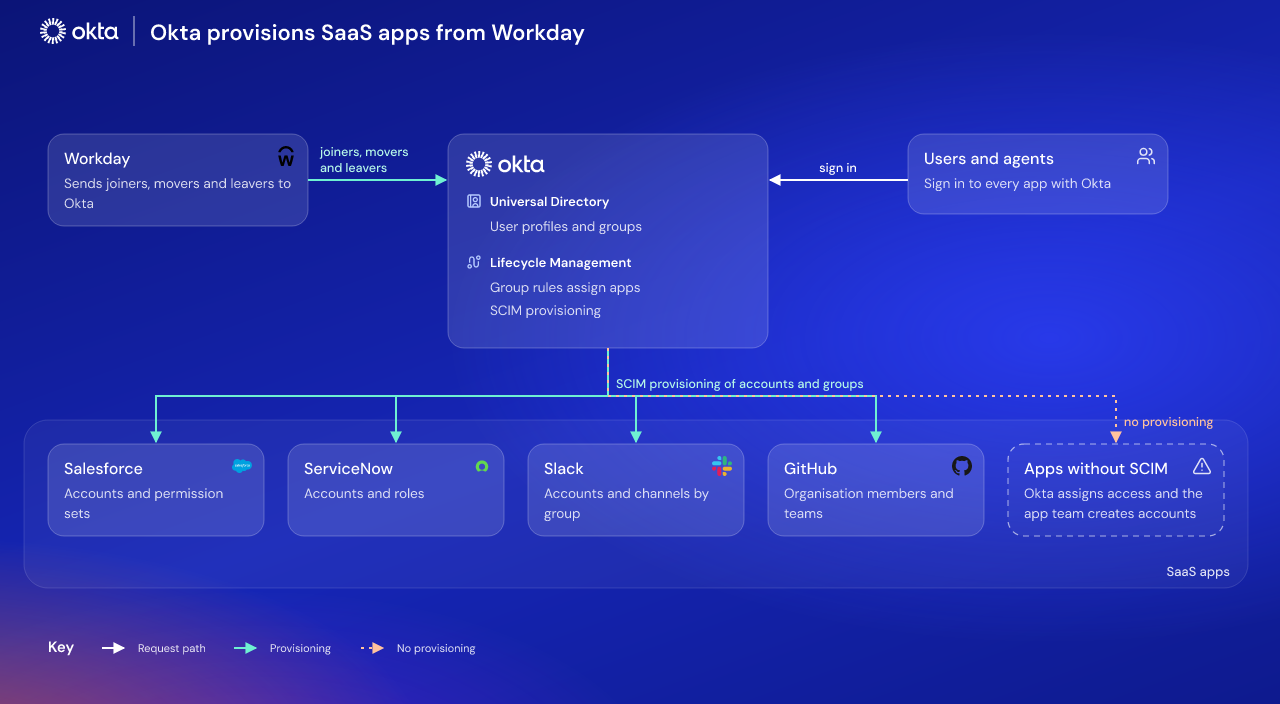 okta
Okta provisions SaaS apps from Workday
Workday
Sends joiners, movers and leavers to
Okta
joiners, movers
and leavers
okta
Universal Directory
User profiles and groups
Lifecycle Management
Group rules assign apps
SCIM provisioning
sign in
Users and agents
Sign in to every app with Okta
SCIM provisioning of accounts and groups
no provisioning
Salesforce
Accounts and permission
sets
ServiceNow
Accounts and roles
Slack
Accounts and channels by
group
GitHub
Organisation members and
teams
Apps without SCIM
Okta assigns access and the
app team creates accounts
SaaS apps
Key
Request path
Provisioning
No provisioning